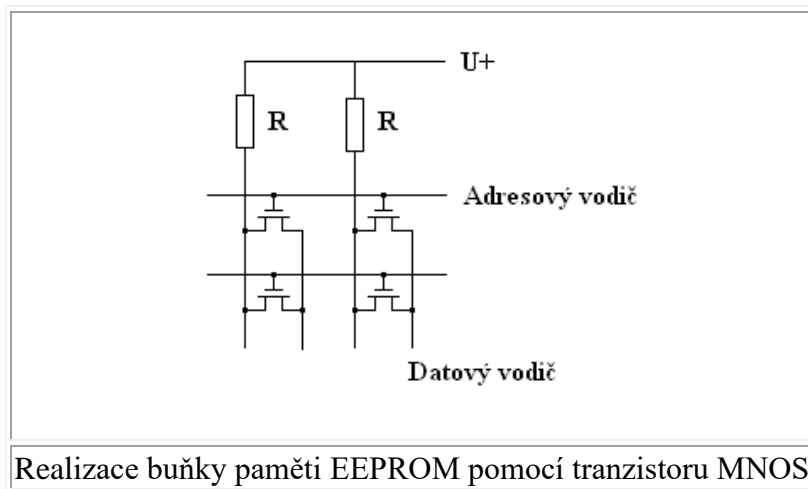 U+
R R
Adresový vodič
Datový vodič
Realizace buňky paměti EEPROM pomocí tranzistoru MNOS